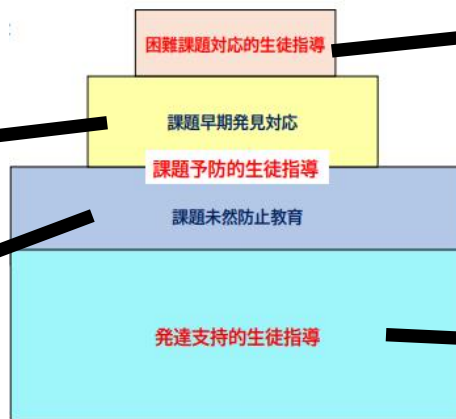 困難課題対応的生徒指導
課題早期発見対応
課題予防的生徒指導
課題未然防止教育
発達支持的生徒指導